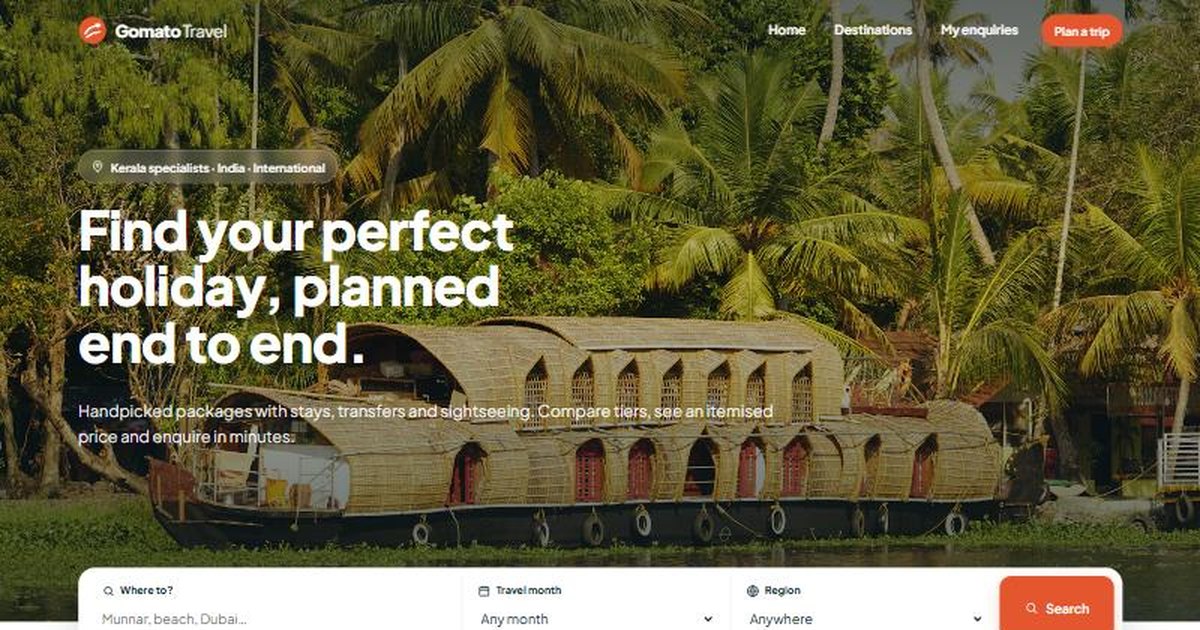 Gomato Travel
Home
Destinations
My enquiries
Plan a trip
Kerala specialists · India · International
Find your perfect
holiday, planned
end to end.
Handpicked packages with stays, transfers and sightseeing. Compare tiers, see an itemised
price and enquire in minutes.
Where to?
Travel month
Region
Munnar, beach, Dubai...
Any month
Anywhere
Search